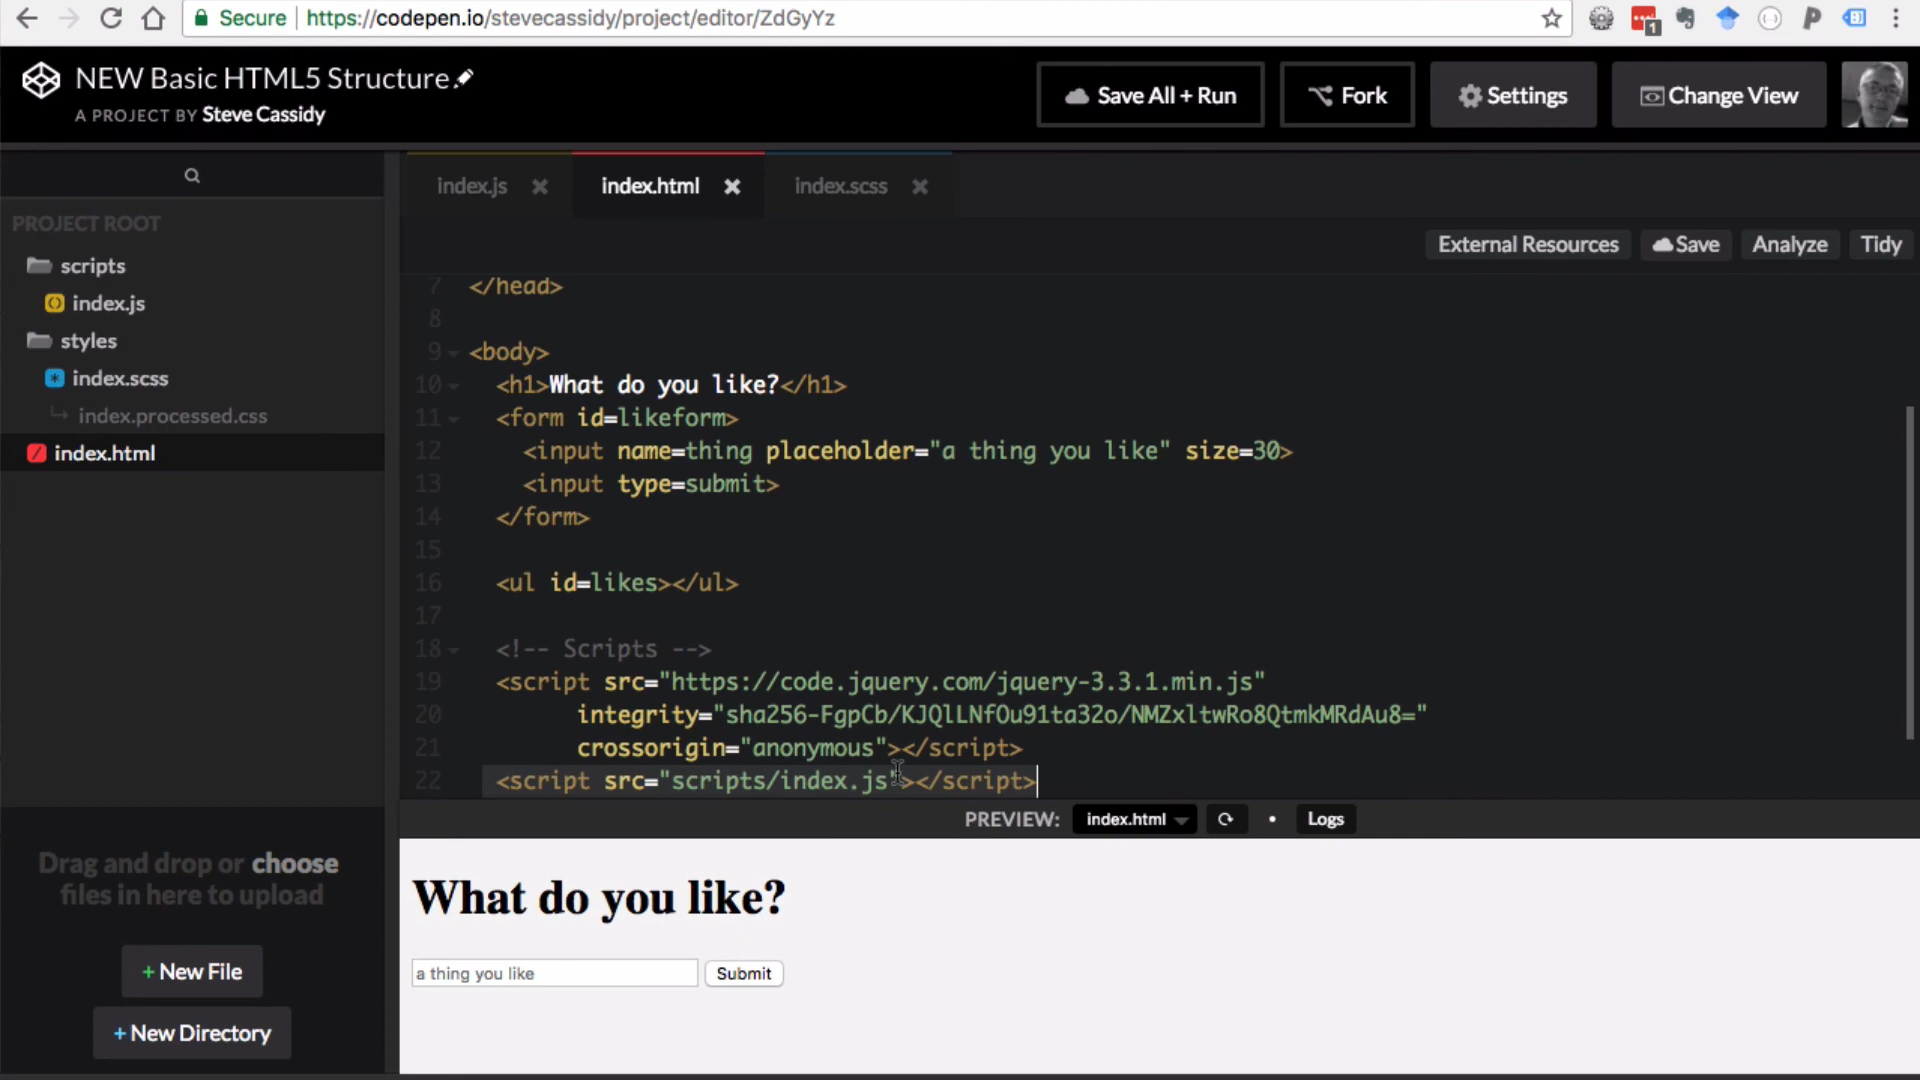 Secure https://codepen.io/stevecassidy/project/editor/ZdGyYz
1
NEW Basic HTML5 Structure
A PROJECT BY Steve Cassidy
Save All + Run
Fork
Settings
Change View
PROJECT ROOT
scripts
index.js
styles
index.scss
index.processed.css
index.html
Drag and drop or choose
files in here to upload
+ New File
+ New Directory
index.js
index.html
index.scss
External Resources
Save
Analyze
Tidy
7 </head>
8
9 <body>
10 <h1>What do you like?</h1>
11 <form id=likeform>
12 <input name=thing placeholder="a thing you like" size=30>
13 <input type=submit>
14 </form>
15
16 <ul id=likes></ul>
17
18 <!-- Scripts -->
19 <script src="https://code.jquery.com/jquery-3.3.1.min.js"
20 integrity="sha256-FgpCb/KJQlLNfOu91ta32o/NMZxltwRo8QtmkMRdAu8="
21 crossorigin="anonymous"></script>
22 <script src="scripts/index.js"></script>
PREVIEW: index.html
Logs
What do you like?
a thing you like
Submit